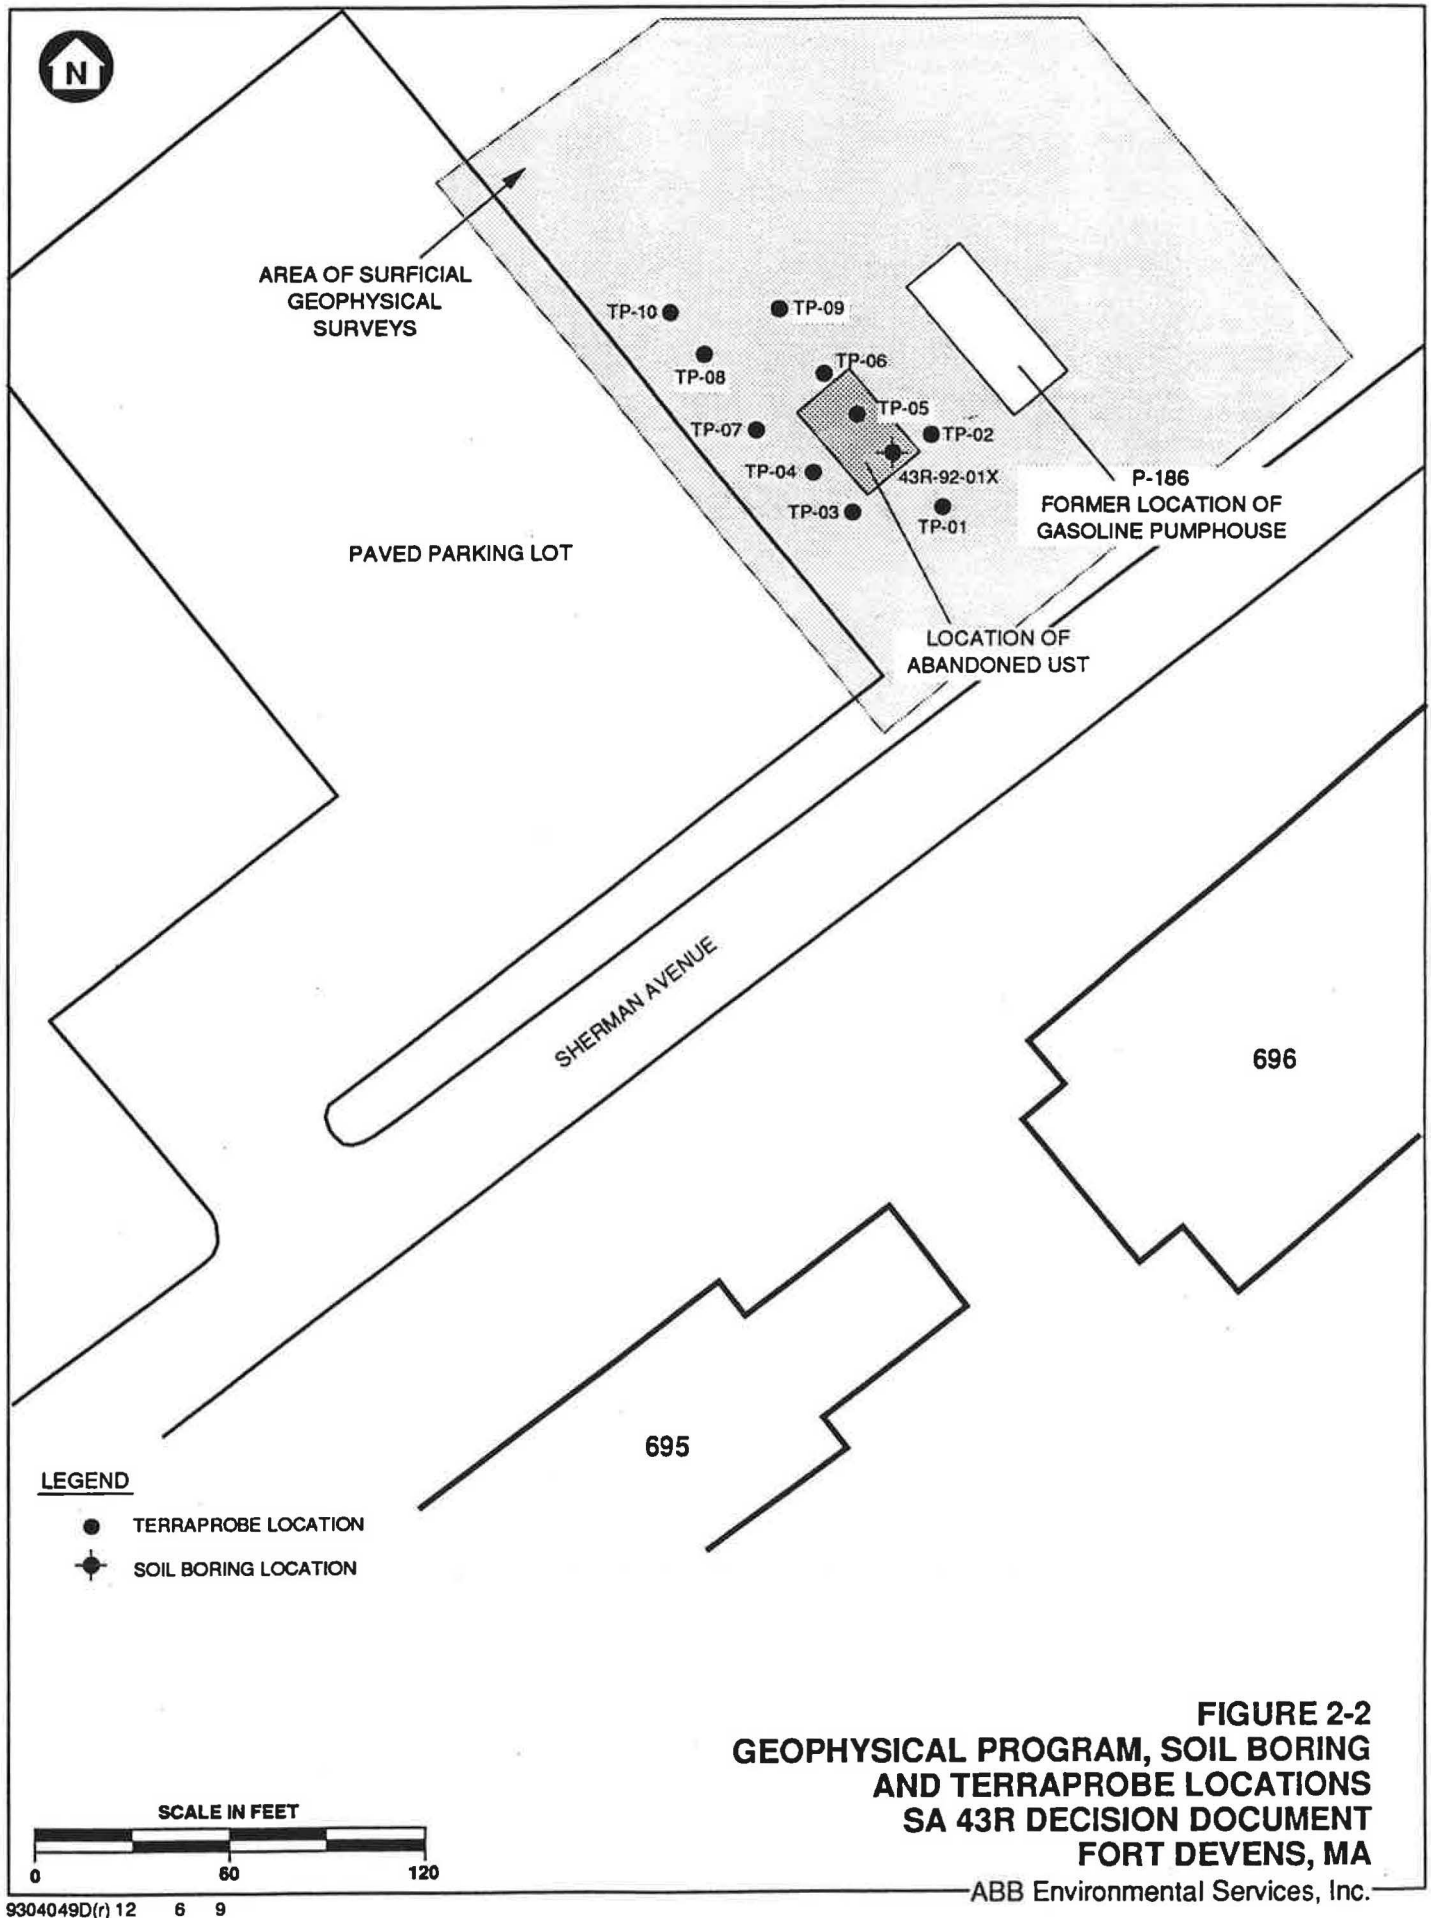 N
AREA OF SURFICIAL
GEOPHYSICAL
SURVEYS
TP-10
TP-09
TP-08
TP-06
TP-05
TP-07
TP-02
TP-04
43R-92-01X
TP-03
TP-01
P-186
FORMER LOCATION OF
GASOLINE PUMPHOUSE
PAVED PARKING LOT
LOCATION OF
ABANDONED UST
SHERMAN AVENUE
696
695
LEGEND
TERRAPROBE LOCATION
SOIL BORING LOCATION
FIGURE 2-2
GEOPHYSICAL PROGRAM, SOIL BORING
AND TERRAPROBE LOCATIONS
SA 43R DECISION DOCUMENT
FORT DEVENS, MA
ABB Environmental Services, Inc.
SCALE IN FEET
0 60 120
9304049D(r) 12 6 9